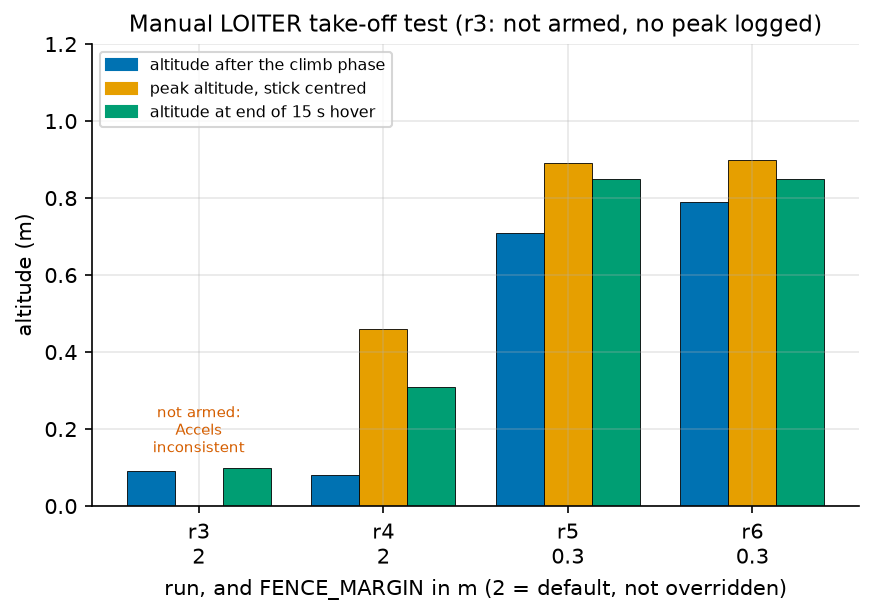 Manual LOITER take-off test (r3: not armed, no peak logged)
altitude after the climb phase
peak altitude, stick centred
altitude at end of 15 s hover
altitude (m)
1.2
1.0
0.8
0.6
0.4
0.2
0.0
not armed:
Accels
inconsistent
r3 r4 r5 r6
2 2 0.3 0.3
run, and FENCE_MARGIN in m (2 = default, not overridden)